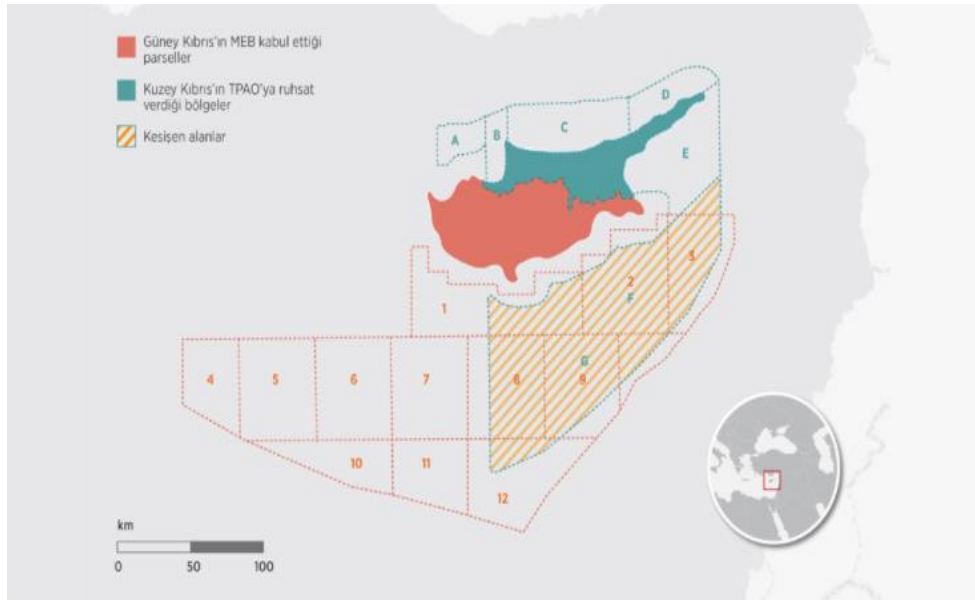 Güney Kıbrıs'ın MEB kabul ettiği
parseller
Kuzey Kıbrıs'ın TPAO'ya ruhsat
verdiği bölgeler
Kesişen alanlar
A
B
C
D
E
1
2
3
F
4
5
6
7
8
G
9
10
11
12
km
0
50
100